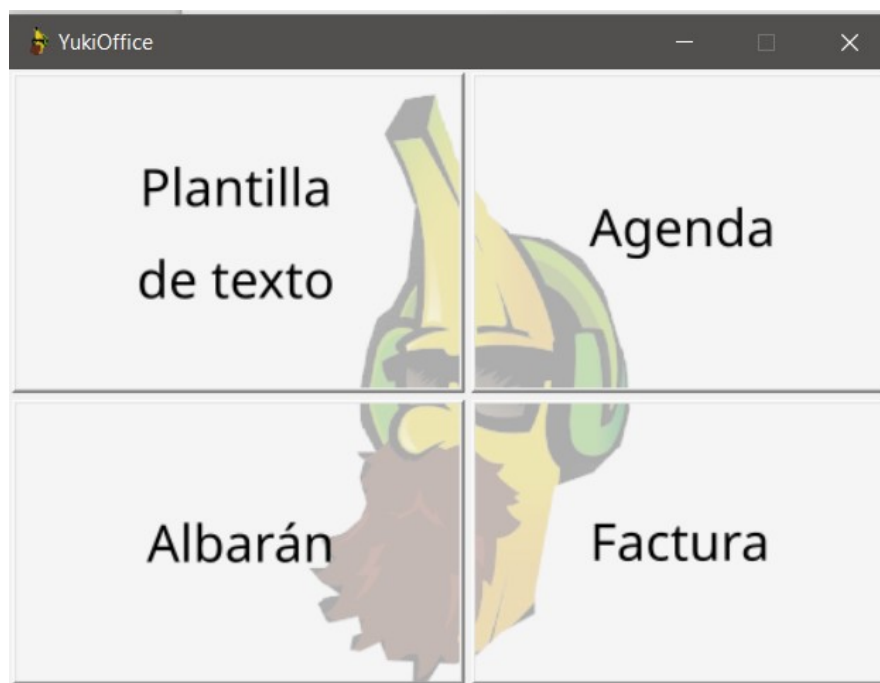 YukiOffice
Plantilla
de texto
Agenda
Albarán
Factura